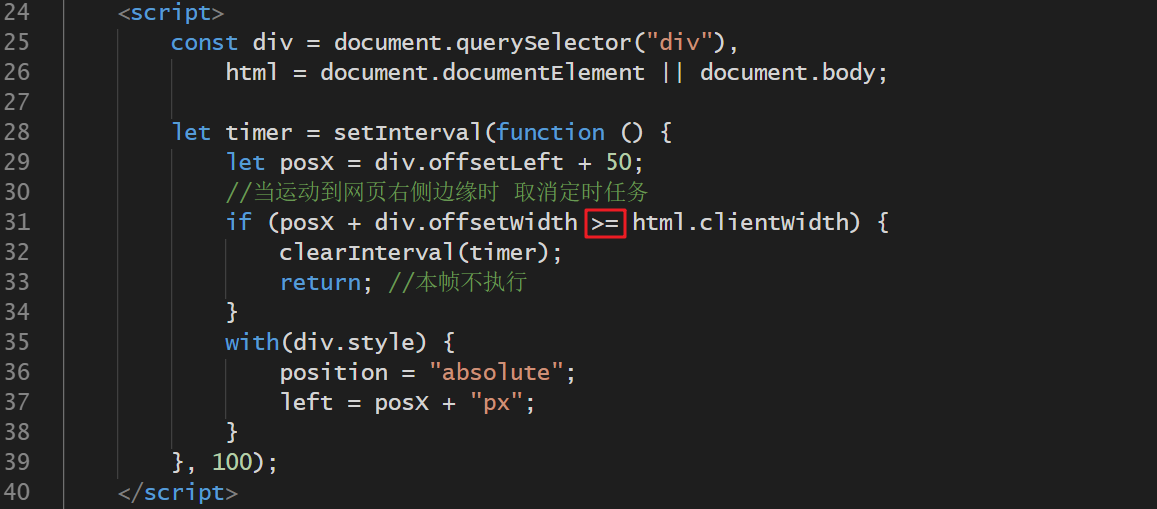 24 <script>
25 const div = document.querySelector("div"),
26 html = document.documentElement || document.body;
27
28 let timer = setInterval(function () {
29 let posX = div.offsetLeft + 50;
30 //当运动到网页右侧边缘时 取消定时任务
31 if (posX + div.offsetWidth >= html.clientWidth) {
32 clearInterval(timer);
33 return; //本帧不执行
34 }
35 with(div.style) {
36 position = "absolute";
37 left = posX + "px";
38 }
39 }, 100);
40 </script>